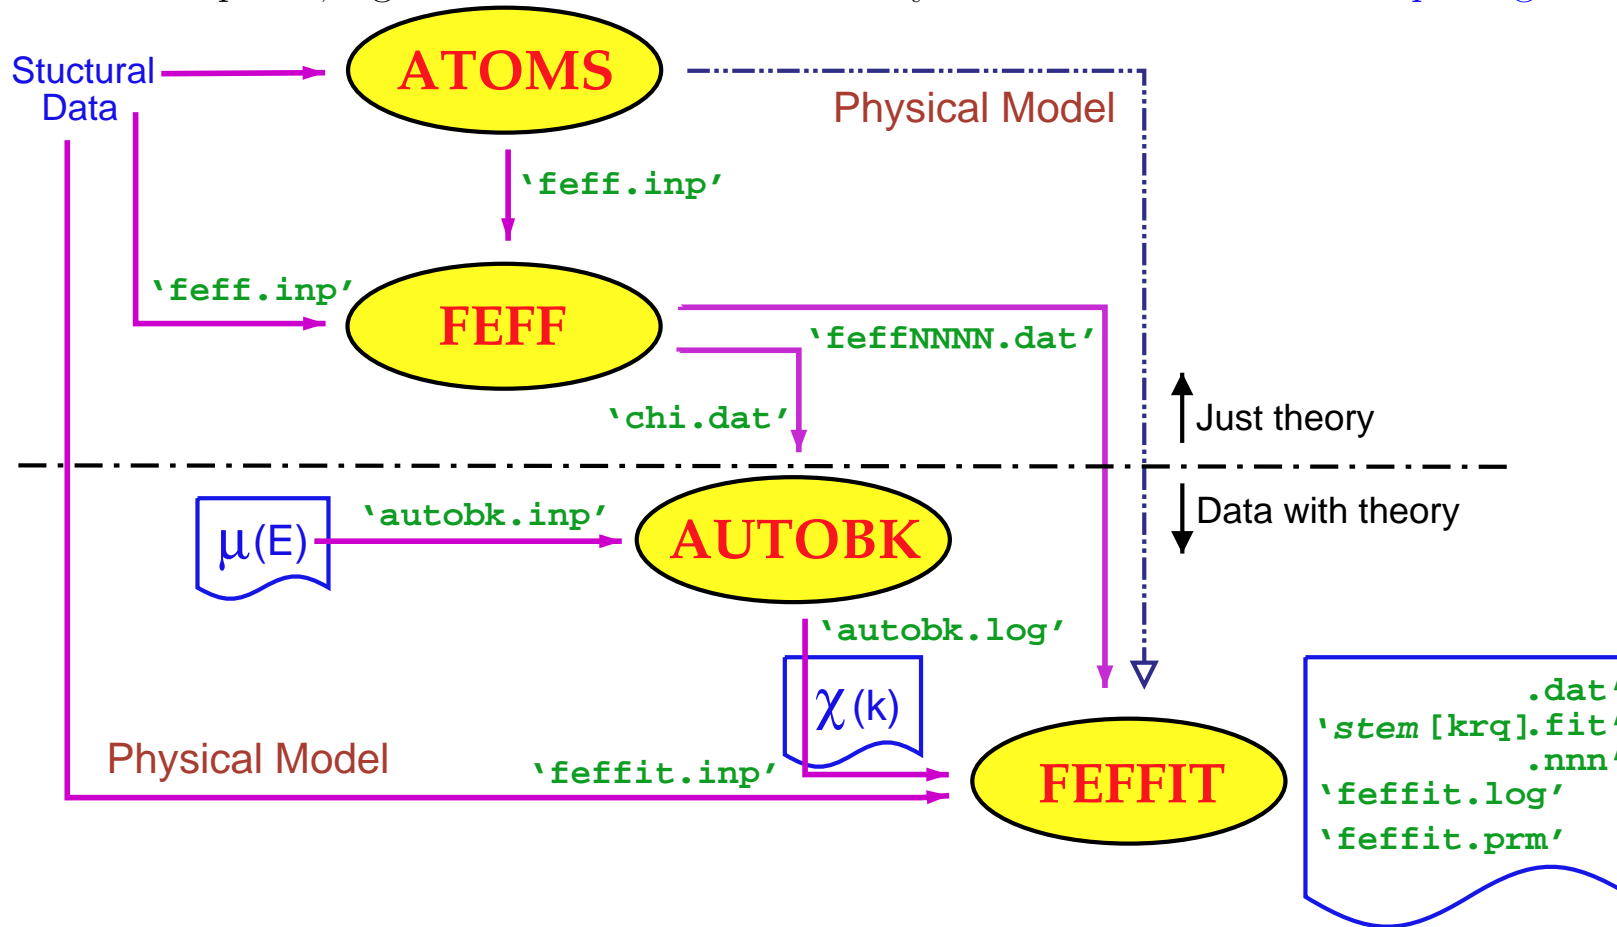 ATOMS
Stuctural
Data
Physical Model
‘feff.inp’
‘feff.inp’
FEFF
‘feffNNNN.dat’
‘chi.dat’
Just theory
Data with theory
μ(E)
‘autobk.inp’
AUTOBK
‘autobk.log’
χ(k)
Physical Model
‘feffit.inp’
FEFFIT
.dat’
‘stem[krq].fit’
.nnn’
‘feffit.log’
‘feffit.prm’